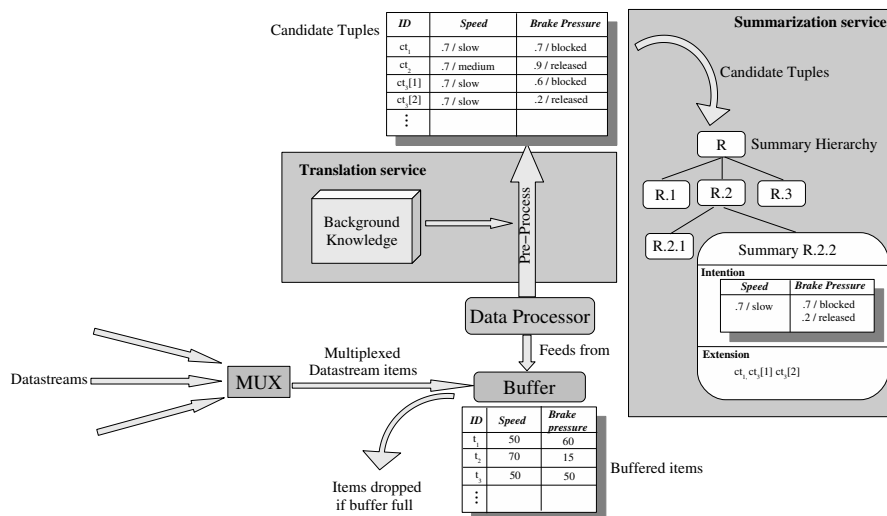 Candidate Tuples
ID Speed Brake Pressure
ct1 .7 / slow .7 / blocked
ct2 .7 / medium .9 / released
ct3[1] .7 / slow .6 / blocked
ct3[2] .7 / slow .2 / released
⋮
Translation service
Background
Knowledge
Pre−Process
Data Processor
Feeds from
Datastreams
MUX
Multiplexed
Datastream items
Buffer
ID Speed Brake
pressure
t1 50 60
t2 70 15
t3 50 50
⋮
Buffered items
Items dropped
if buffer full
Summarization service
Candidate Tuples
R
Summary Hierarchy
R.1
R.2
R.3
R.2.1
Summary R.2.2
Intention
Speed Brake Pressure
.7 / slow .7 / blocked
.2 / released
Extension
ct1, ct3[1] ct3[2]